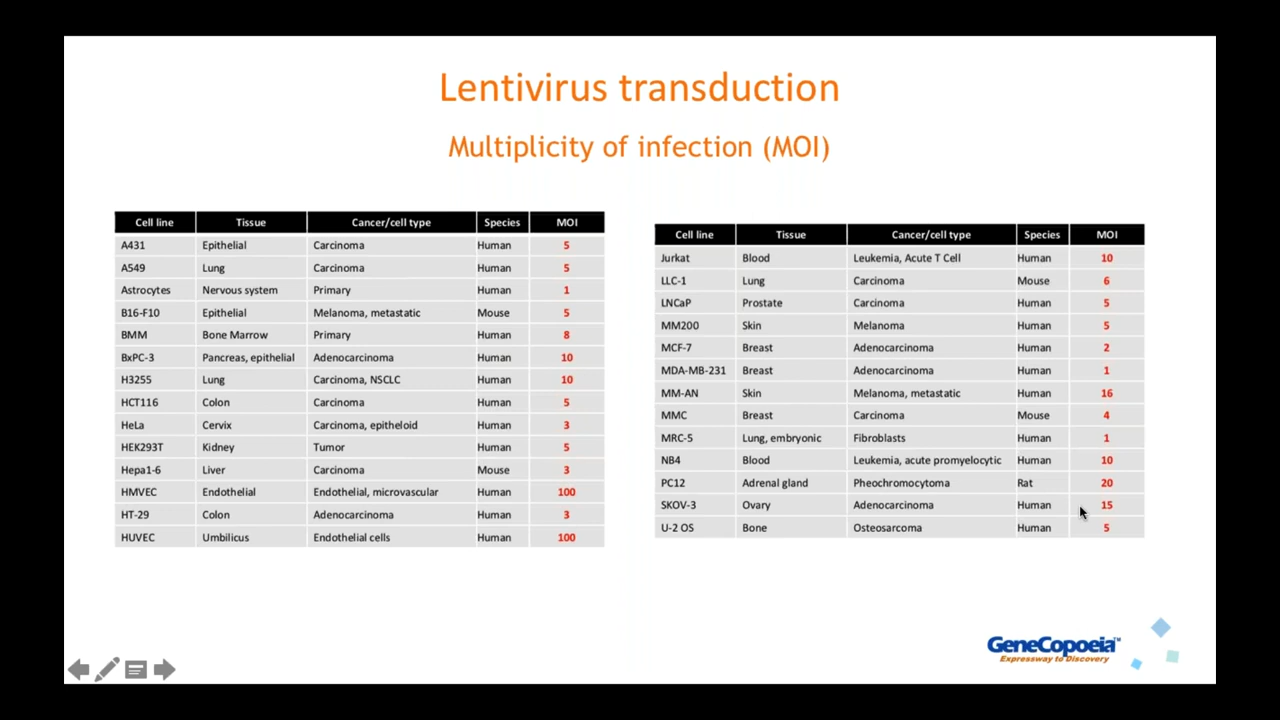 Lentivirus transduction
Multiplicity of infection (MOI)
Cell line Tissue Cancer/cell type Species MOI
A431 Epithelial Carcinoma Human 5
A549 Lung Carcinoma Human 5
Astrocytes Nervous system Primary Human 1
B16-F10 Epithelial Melanoma, metastatic Mouse 5
BMM Bone Marrow Primary Human 8
BxPC-3 Pancreas, epithelial Adenocarcinoma Human 10
H3255 Lung Carcinoma, NSCLC Human 10
HCT116 Colon Carcinoma Human 5
HeLa Cervix Carcinoma, epitheloid Human 3
HEK293T Kidney Tumor Human 5
Hepa1-6 Liver Carcinoma Mouse 3
HMVEC Endothelial Endothelial, microvascular Human 100
HT-29 Colon Adenocarcinoma Human 3
HUVEC Umbilicus Endothelial cells Human 100
Cell line Tissue Cancer/cell type Species MOI
Jurkat Blood Leukemia, Acute T Cell Human 10
LLC-1 Lung Carcinoma Mouse 6
LNCaP Prostate Carcinoma Human 5
MM200 Skin Melanoma Human 5
MCF-7 Breast Adenocarcinoma Human 2
MDA-MB-231 Breast Adenocarcinoma Human 1
MM-AN Skin Melanoma, metastatic Human 16
MMC Breast Carcinoma Mouse 4
MRC-5 Lung, embryonic Fibroblasts Human 1
NB4 Blood Leukemia, acute promyelocytic Human 10
PC12 Adrenal gland Pheochromocytoma Rat 20
SKOV-3 Ovary Adenocarcinoma Human 15
U-2 OS Bone Osteosarcoma Human 5
GeneCopoeia™
Expressway to Discovery